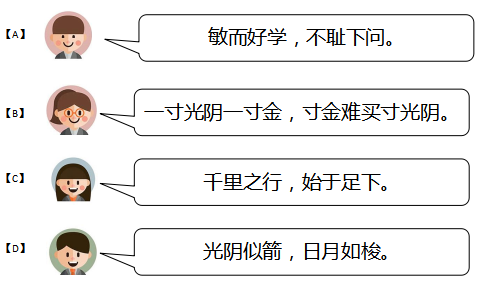 【A】 敏而好学，不耻下问。
【B】 一寸光阴一寸金，寸金难买寸光阴。
【C】 千里之行，始于足下。
【D】 光阴似箭，日月如梭。